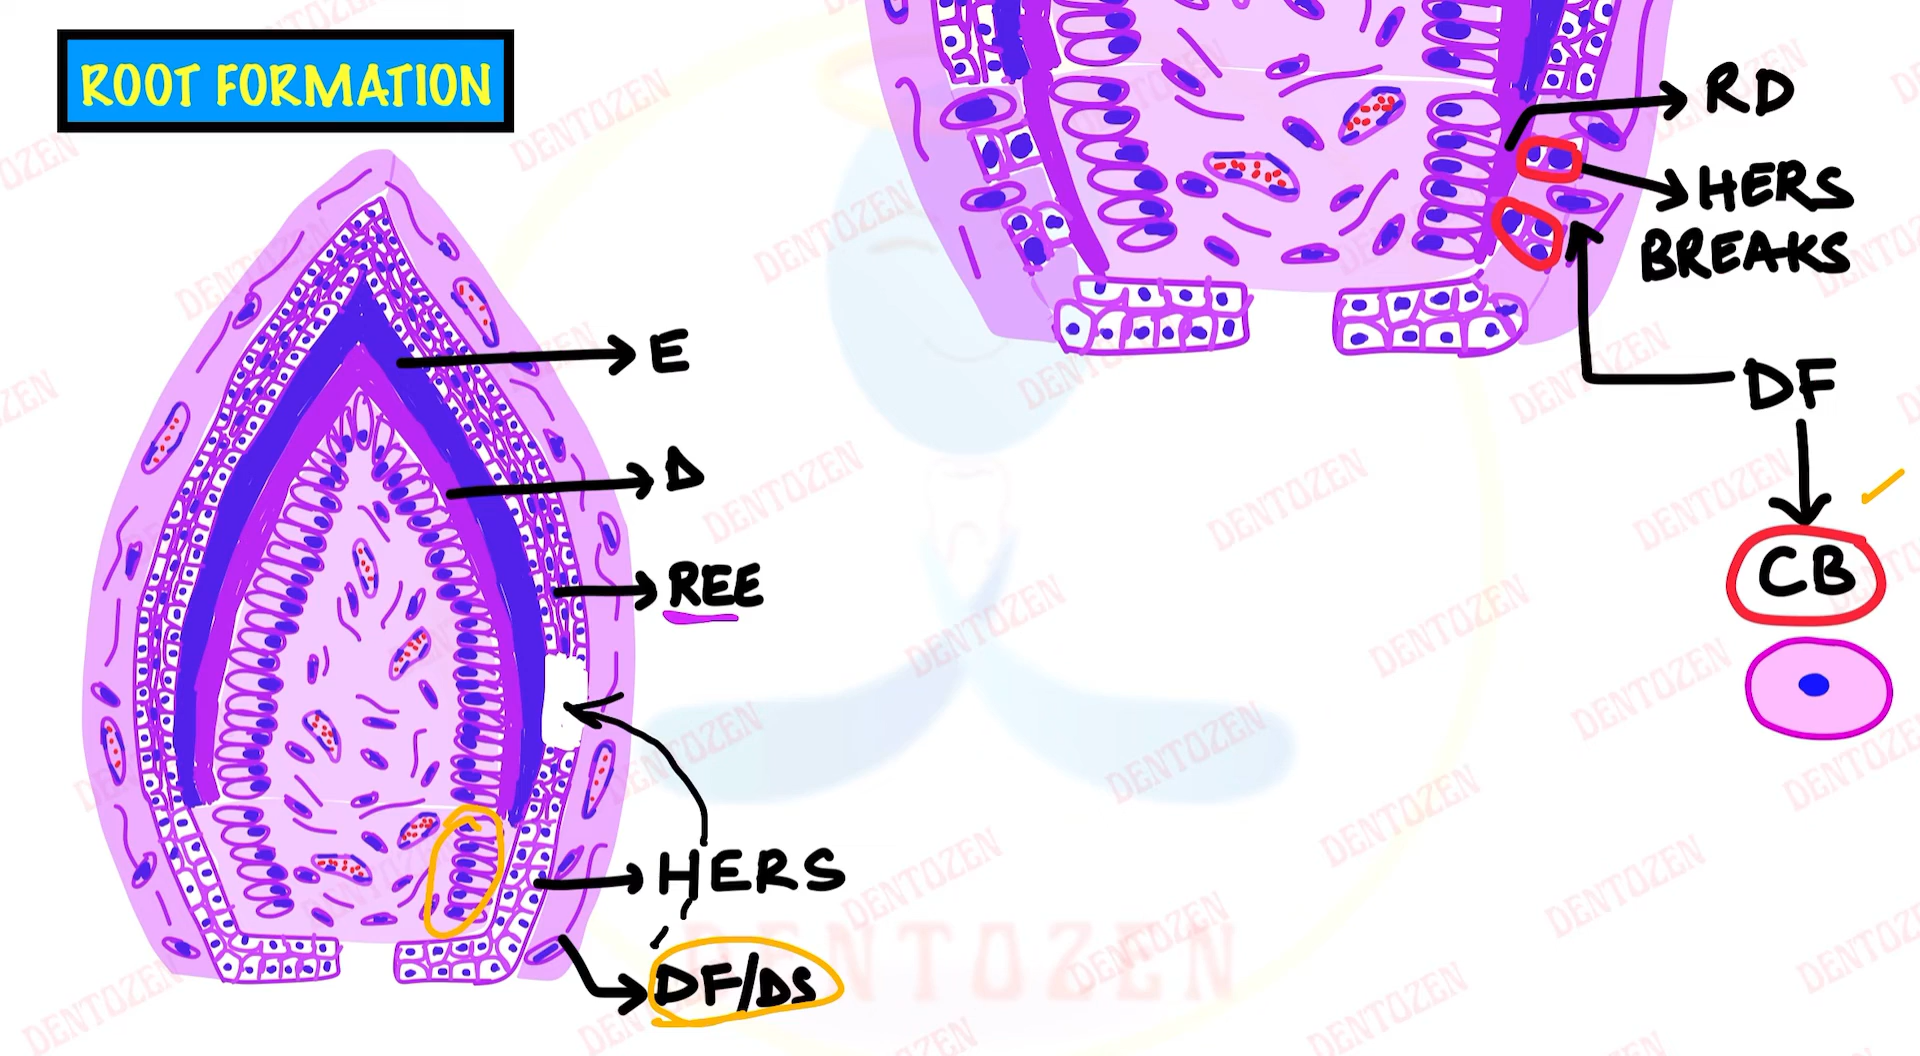 ROOT FORMATION
RD
HERS
BREAKS
DF
CB
E
D
REE
HERS
DF/DS
DENTOZEN